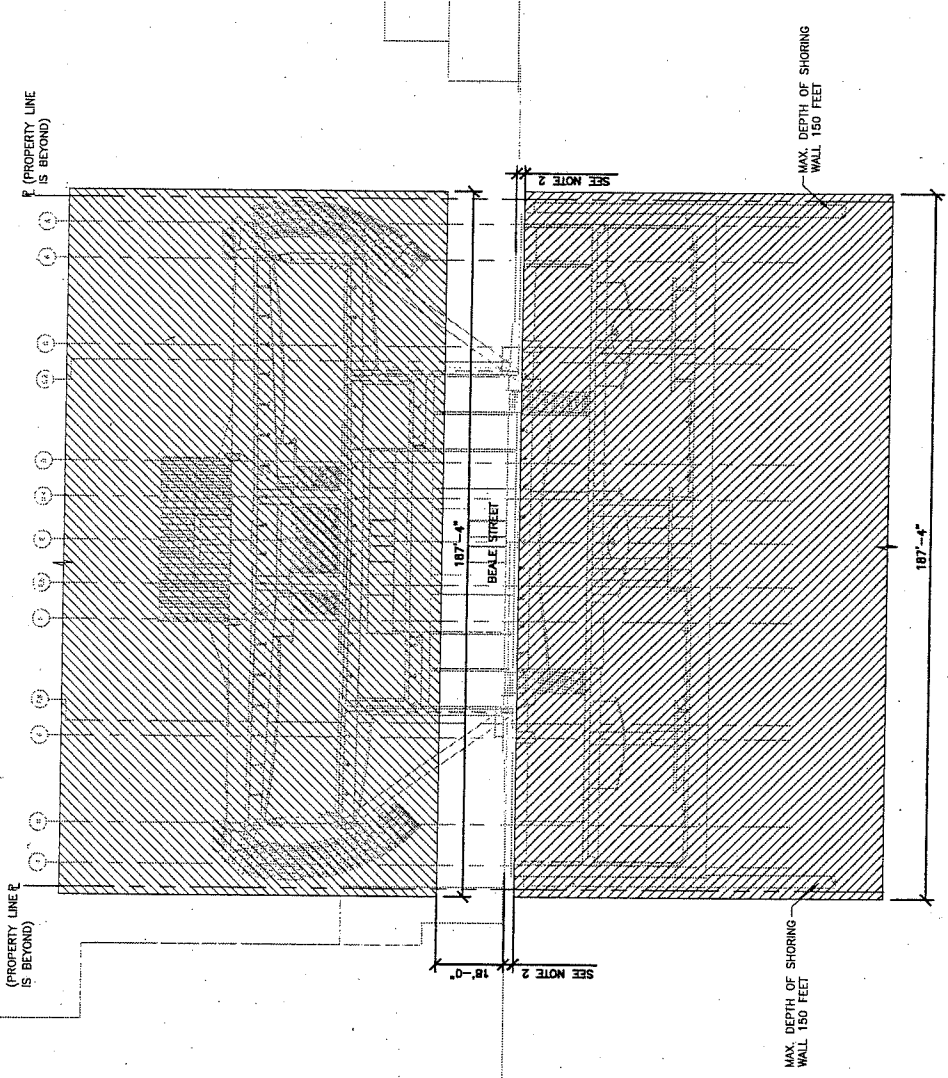 (PROPERTY LINE
IS BEYOND)
(PROPERTY LINE
IS BEYOND)
187'-4"
BEALE STREET
18'-0"
SEE NOTE 2
SEE NOTE 2
MAX. DEPTH OF SHORING
WALL 150 FEET
MAX. DEPTH OF SHORING
WALL 150 FEET
187'-4"